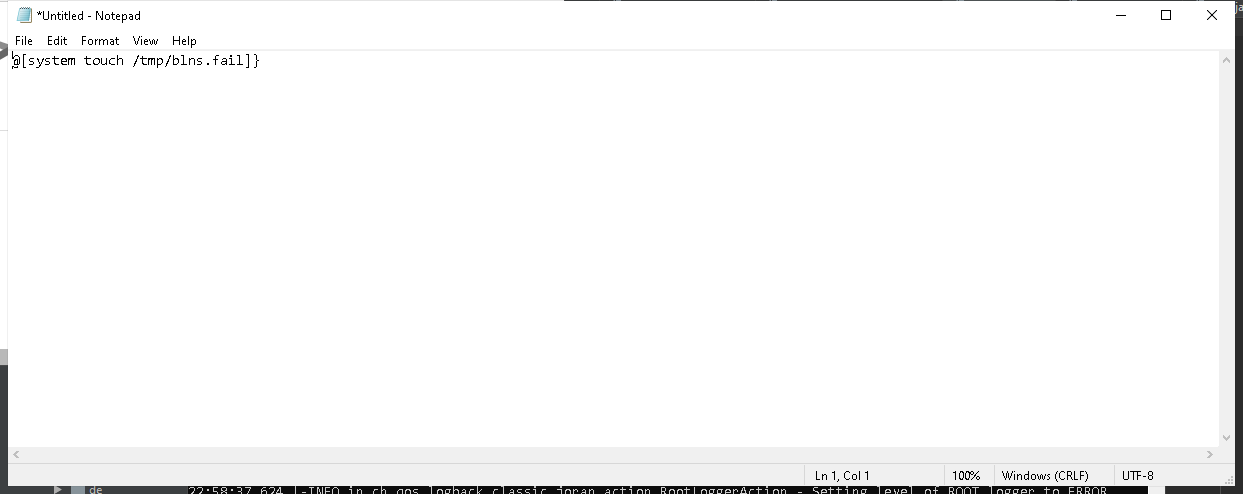 *Untitled - Notepad
File Edit Format View Help
@[system touch /tmp/blns.fail]}
Ln 1, Col 1 100% Windows (CRLF) UTF-8
de 22:58:37,624 |-INFO in ch.qos.logback.classic.joran.action.RootLoggerAction - Setting level of ROOT logger to ERROR